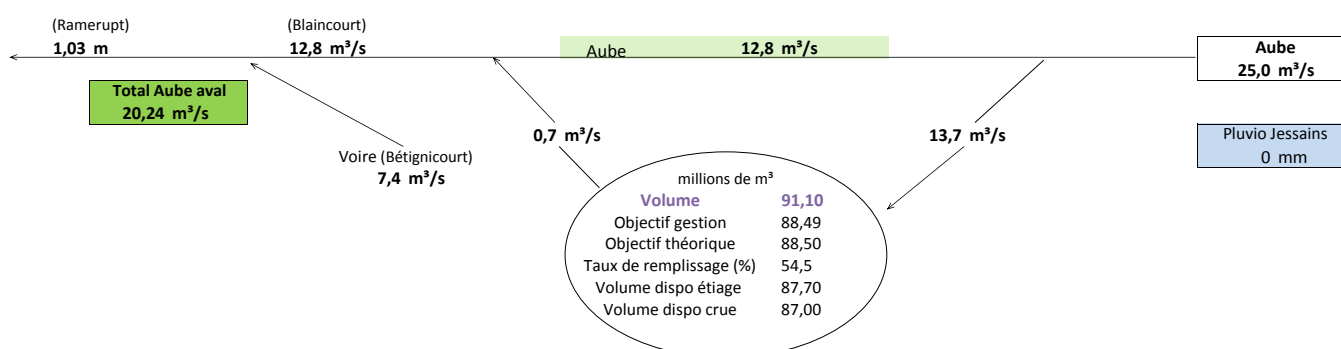 (Ramerupt) (Blaincourt)
1,03 m 12,8 m³/s Aube 12,8 m³/s Aube
25,0 m³/s
Total Aube aval
20,24 m³/s
0,7 m³/s 13,7 m³/s Pluvio Jessains
0 mm
Voire (Bétignicourt)
7,4 m³/s
millions de m³
Volume 91,10
Objectif gestion 88,49
Objectif théorique 88,50
Taux de remplissage (%) 54,5
Volume dispo étiage 87,70
Volume dispo crue 87,00